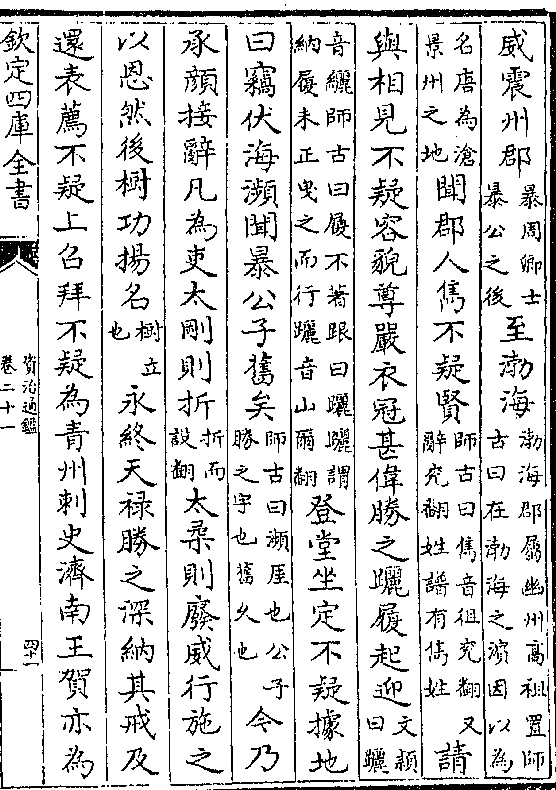 威震州郡暴周卿士暴公之後至渤海渤海郡屬幽州高祖置師古曰在渤海之濱因以為
名唐為滄景州之地聞郡人雋不疑賢師古曰雋音徂兖翻又辭兖翻姓譜有雋姓請
與相見不疑容貌尊嚴衣冠甚偉勝之躧履起迎文穎曰躧
音纚師古曰履不著跟曰躧躧謂納履未正曳之而行躧音山爾翻登堂坐定不疑據地
曰竊伏海瀕聞暴公子舊矣師古曰瀕厓也公子勝之字也舊久也今乃
承顔接辭凡為吏太剛則折折而設翻太柔則廢威行施之
以恩然後樹功揚名樹立也永終天禄勝之深納其戒及
還表薦不疑上召拜不疑為青州刺史濟南王賀亦為
欽定四庫全書
資治通鑑
卷二十一
四十一